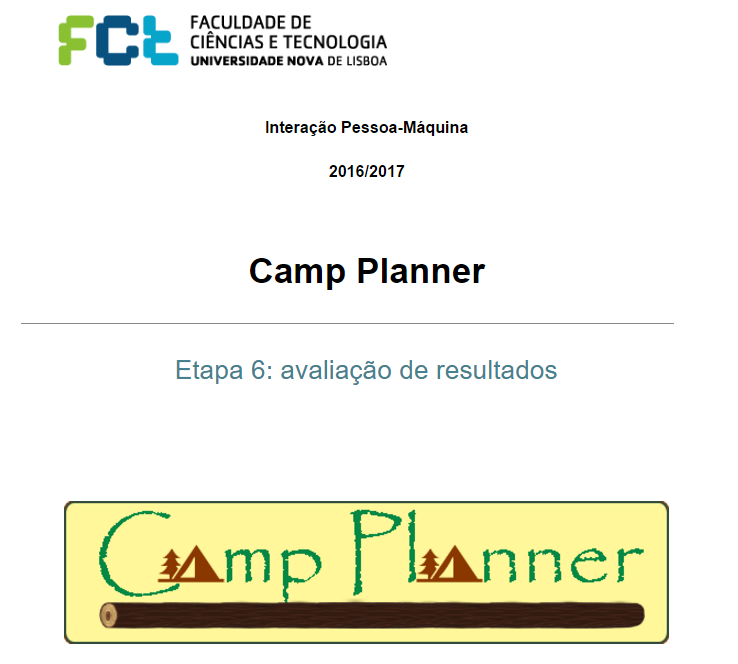 FCt FACULDADE DE
CIÊNCIAS E TECNOLOGIA
UNIVERSIDADE NOVA DE LISBOA
Interação Pessoa-Máquina
2016/2017
Camp Planner
Etapa 6: avaliação de resultados
Camp Planner